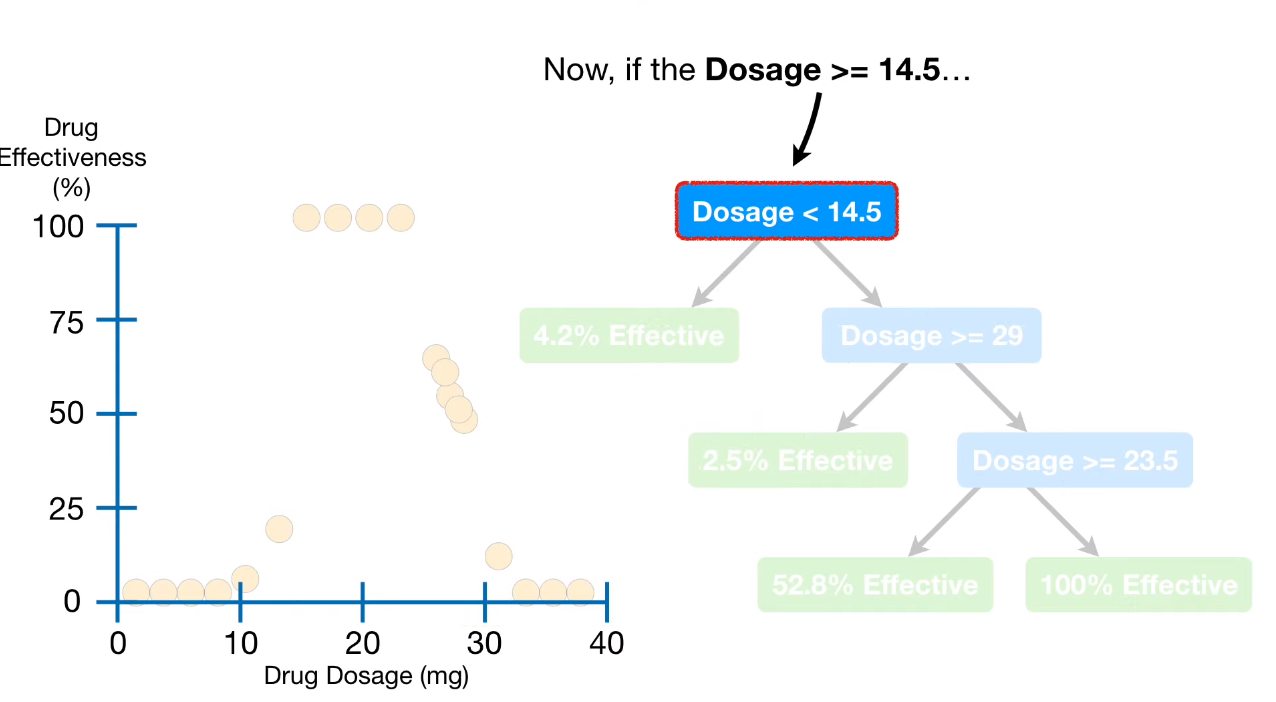 Now, if the Dosage >= 14.5…
Drug
Effectiveness
(%)
100
75
50
25
0
0 10 20 30 40
Drug Dosage (mg)
Dosage < 14.5
4.2% Effective
Dosage >= 29
2.5% Effective
Dosage >= 23.5
52.8% Effective
100% Effective